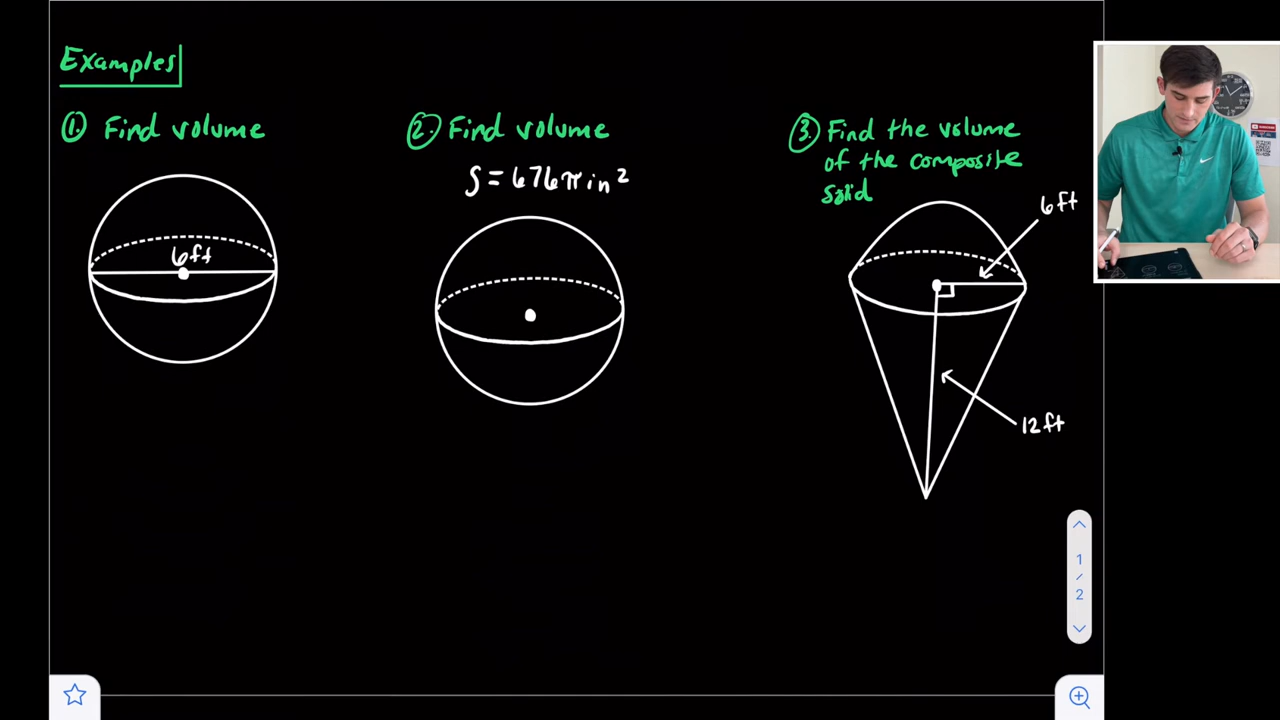 Examples
1. Find volume
6ft
2. Find volume
S = 676π in²
3. Find the volume
of the composite
solid
6ft
12ft
1
/
2